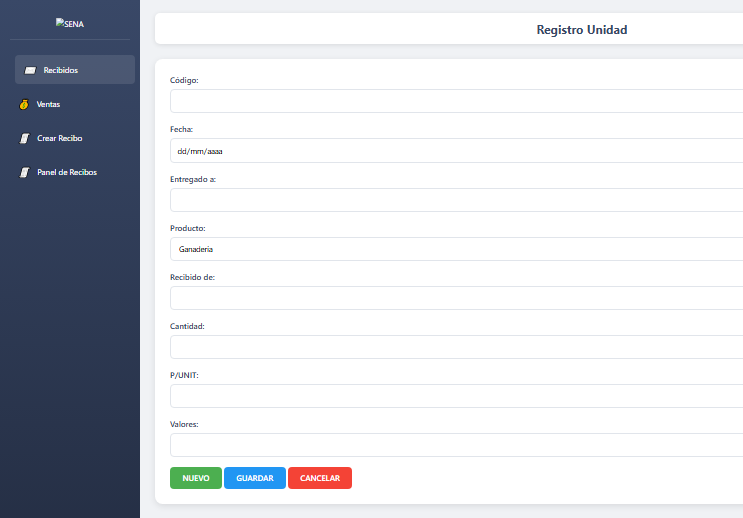 SENA
Recibidos
Ventas
Crear Recibo
Panel de Recibos
Registro Unidad
Código:
Fecha:
dd/mm/aaaa
Entregado a:
Producto:
Ganadería
Recibido de:
Cantidad:
P/UNIT:
Valores:
NUEVO GUARDAR CANCELAR